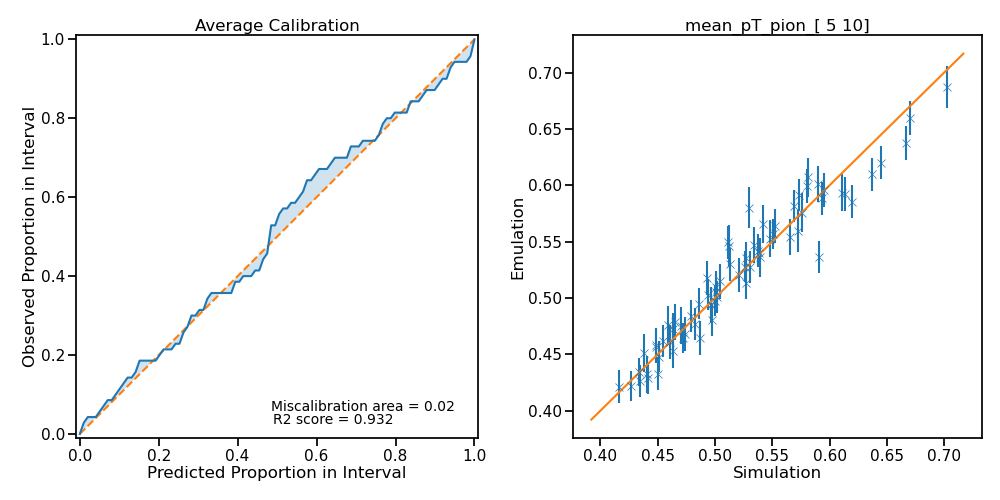 Average Calibration
1.0
0.8
0.6
0.4
0.2
0.0
Observed Proportion in Interval
Miscalibration area = 0.02
R2 score = 0.932
0.0 0.2 0.4 0.6 0.8 1.0
Predicted Proportion in Interval
mean pT pion [ 5 10]
0.70
0.65
0.60
0.55
0.50
0.45
0.40
Emulation
0.40 0.45 0.50 0.55 0.60 0.65 0.70
Simulation